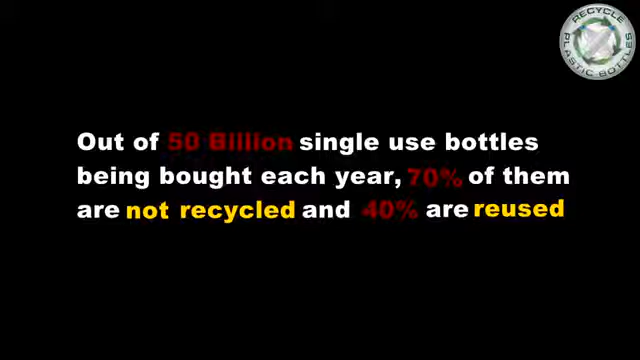 RECYCLE
PLASTIC BOTTLES
Out of 50 Billion single use bottles
being bought each year, 70% of them
are not recycled and 40% are reused